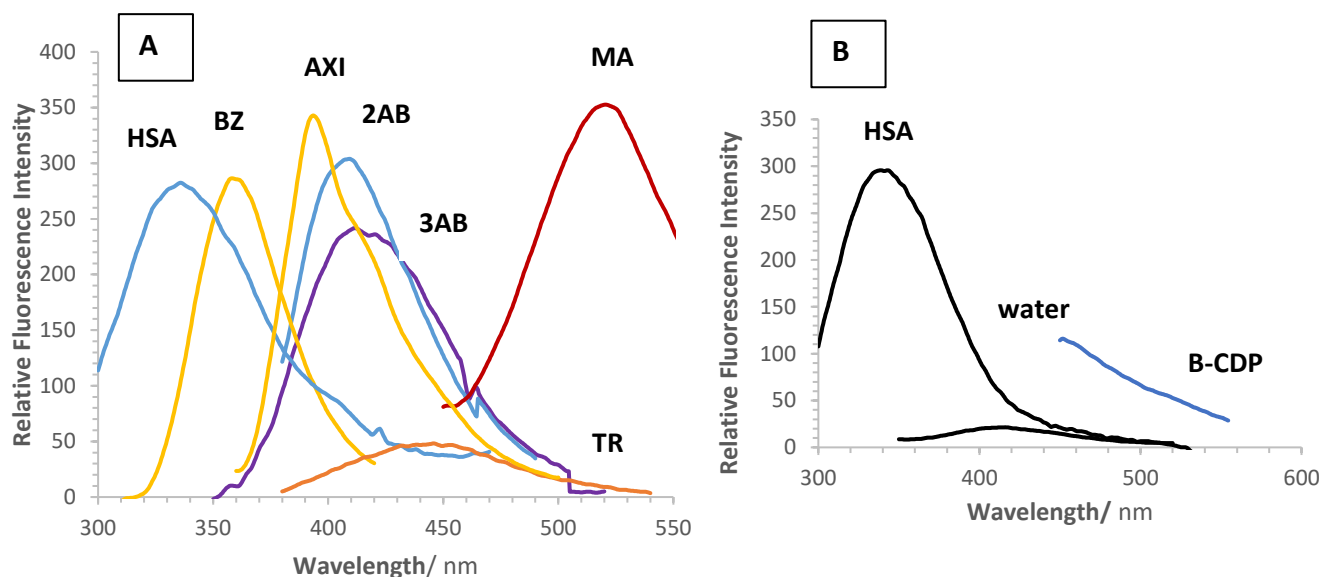 A
400
350
300
250
200
150
100
50
0
Relative Fluorescence Intensity
HSA
BZ
AXI
2AB
3AB
MA
TR
300 350 400 450 500 550
Wavelength/ nm
B
350
300
250
200
150
100
50
0
Relative Fluorescence Intensity
HSA
water
B-CDP
300 400 500 600
Wavelength/ nm